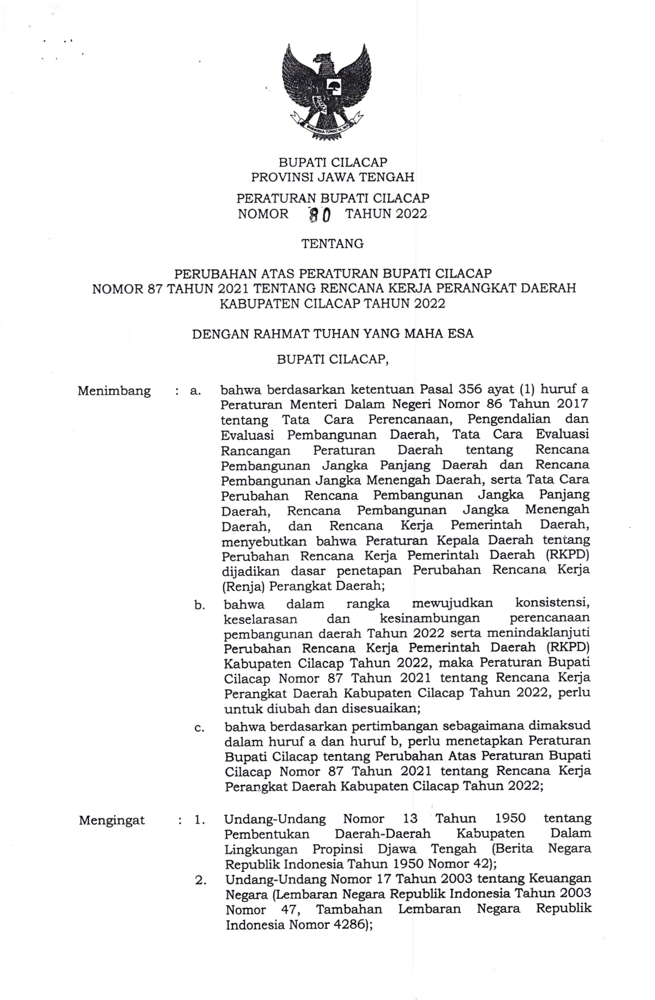 BHINNEKA TUNGGAL IKA
BUPATI CILACAP
PROVINSI JAWA TENGAH
PERATURAN BUPATI CILACAP
NOMOR 80 TAHUN 2022
TENTANG
PERUBAHAN ATAS PERATURAN BUPATI CILACAP
NOMOR 87 TAHUN 2021 TENTANG RENCANA KERJA PERANGKAT DAERAH
KABUPATEN CILACAP TAHUN 2022
DENGAN RAHMAT TUHAN YANG MAHA ESA
BUPATI CILACAP,
Menimbang : a. bahwa berdasarkan ketentuan Pasal 356 ayat (1) huruf a
Peraturan Menteri Dalam Negeri Nomor 86 Tahun 2017
tentang Tata Cara Perencanaan, Pengendalian dan
Evaluasi Pembangunan Daerah, Tata Cara Evaluasi
Rancangan Peraturan Daerah tentang Rencana
Pembangunan Jangka Panjang Daerah dan Rencana
Pembangunan Jangka Menengah Daerah, serta Tata Cara
Perubahan Rencana Pembangunan Jangka Panjang
Daerah, Rencana Pembangunan Jangka Menengah
Daerah, dan Rencana Kerja Pemerintah Daerah,
menyebutkan bahwa Peraturan Kepala Daerah tentang
Perubahan Rencana Kerja Pemerintah Daerah (RKPD)
dijadikan dasar penetapan Perubahan Rencana Kerja
(Renja) Perangkat Daerah;
b. bahwa dalam rangka mewujudkan konsistensi,
keselarasan dan kesinambungan perencanaan
pembangunan daerah Tahun 2022 serta menindaklanjuti
Perubahan Rencana Kerja Pemerintah Daerah (RKPD)
Kabupaten Cilacap Tahun 2022, maka Peraturan Bupati
Cilacap Nomor 87 Tahun 2021 tentang Rencana Kerja
Perangkat Daerah Kabupaten Cilacap Tahun 2022, perlu
untuk diubah dan disesuaikan;
c. bahwa berdasarkan pertimbangan sebagaimana dimaksud
dalam huruf a dan huruf b, perlu menetapkan Peraturan
Bupati Cilacap tentang Perubahan Atas Peraturan Bupati
Cilacap Nomor 87 Tahun 2021 tentang Rencana Kerja
Perangkat Daerah Kabupaten Cilacap Tahun 2022;
Mengingat : 1. Undang-Undang Nomor 13 Tahun 1950 tentang
Pembentukan Daerah-Daerah Kabupaten Dalam
Lingkungan Propinsi Djawa Tengah (Berita Negara
Republik Indonesia Tahun 1950 Nomor 42);
2. Undang-Undang Nomor 17 Tahun 2003 tentang Keuangan
Negara (Lembaran Negara Republik Indonesia Tahun 2003
Nomor 47, Tambahan Lembaran Negara Republik
Indonesia Nomor 4286);